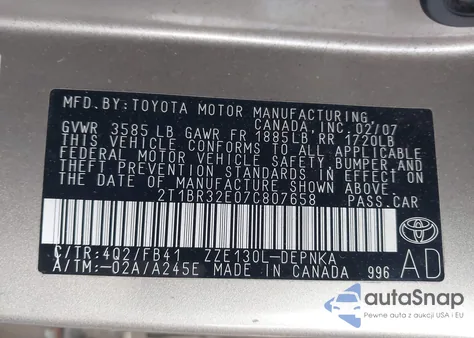 MFD.BY:TOYOTA MOTOR MANUFACTURING
CANADA, INC. 02/07
GVWR 3585 LB GAWR FR 1885LB RR 1720LB
THIS VEHICLE CONFORMS TO ALL APPLICABLE
FEDERAL MOTOR VEHICLE SAFETY, BUMPER,AND
THEFT PREVENTION STANDARDS IN EFFECT ON
THE DATE OF MANUFACTURE SHOWN ABOVE.
2T1BR32E07C807658 PASS.CAR
C/TR:4Q2/FB41 ZZE130L-DEPNKA
A/TM:-02A/A245E MADE IN CANADA 996
AD
autoSnap
Pewne auta z aukcji USA i EU